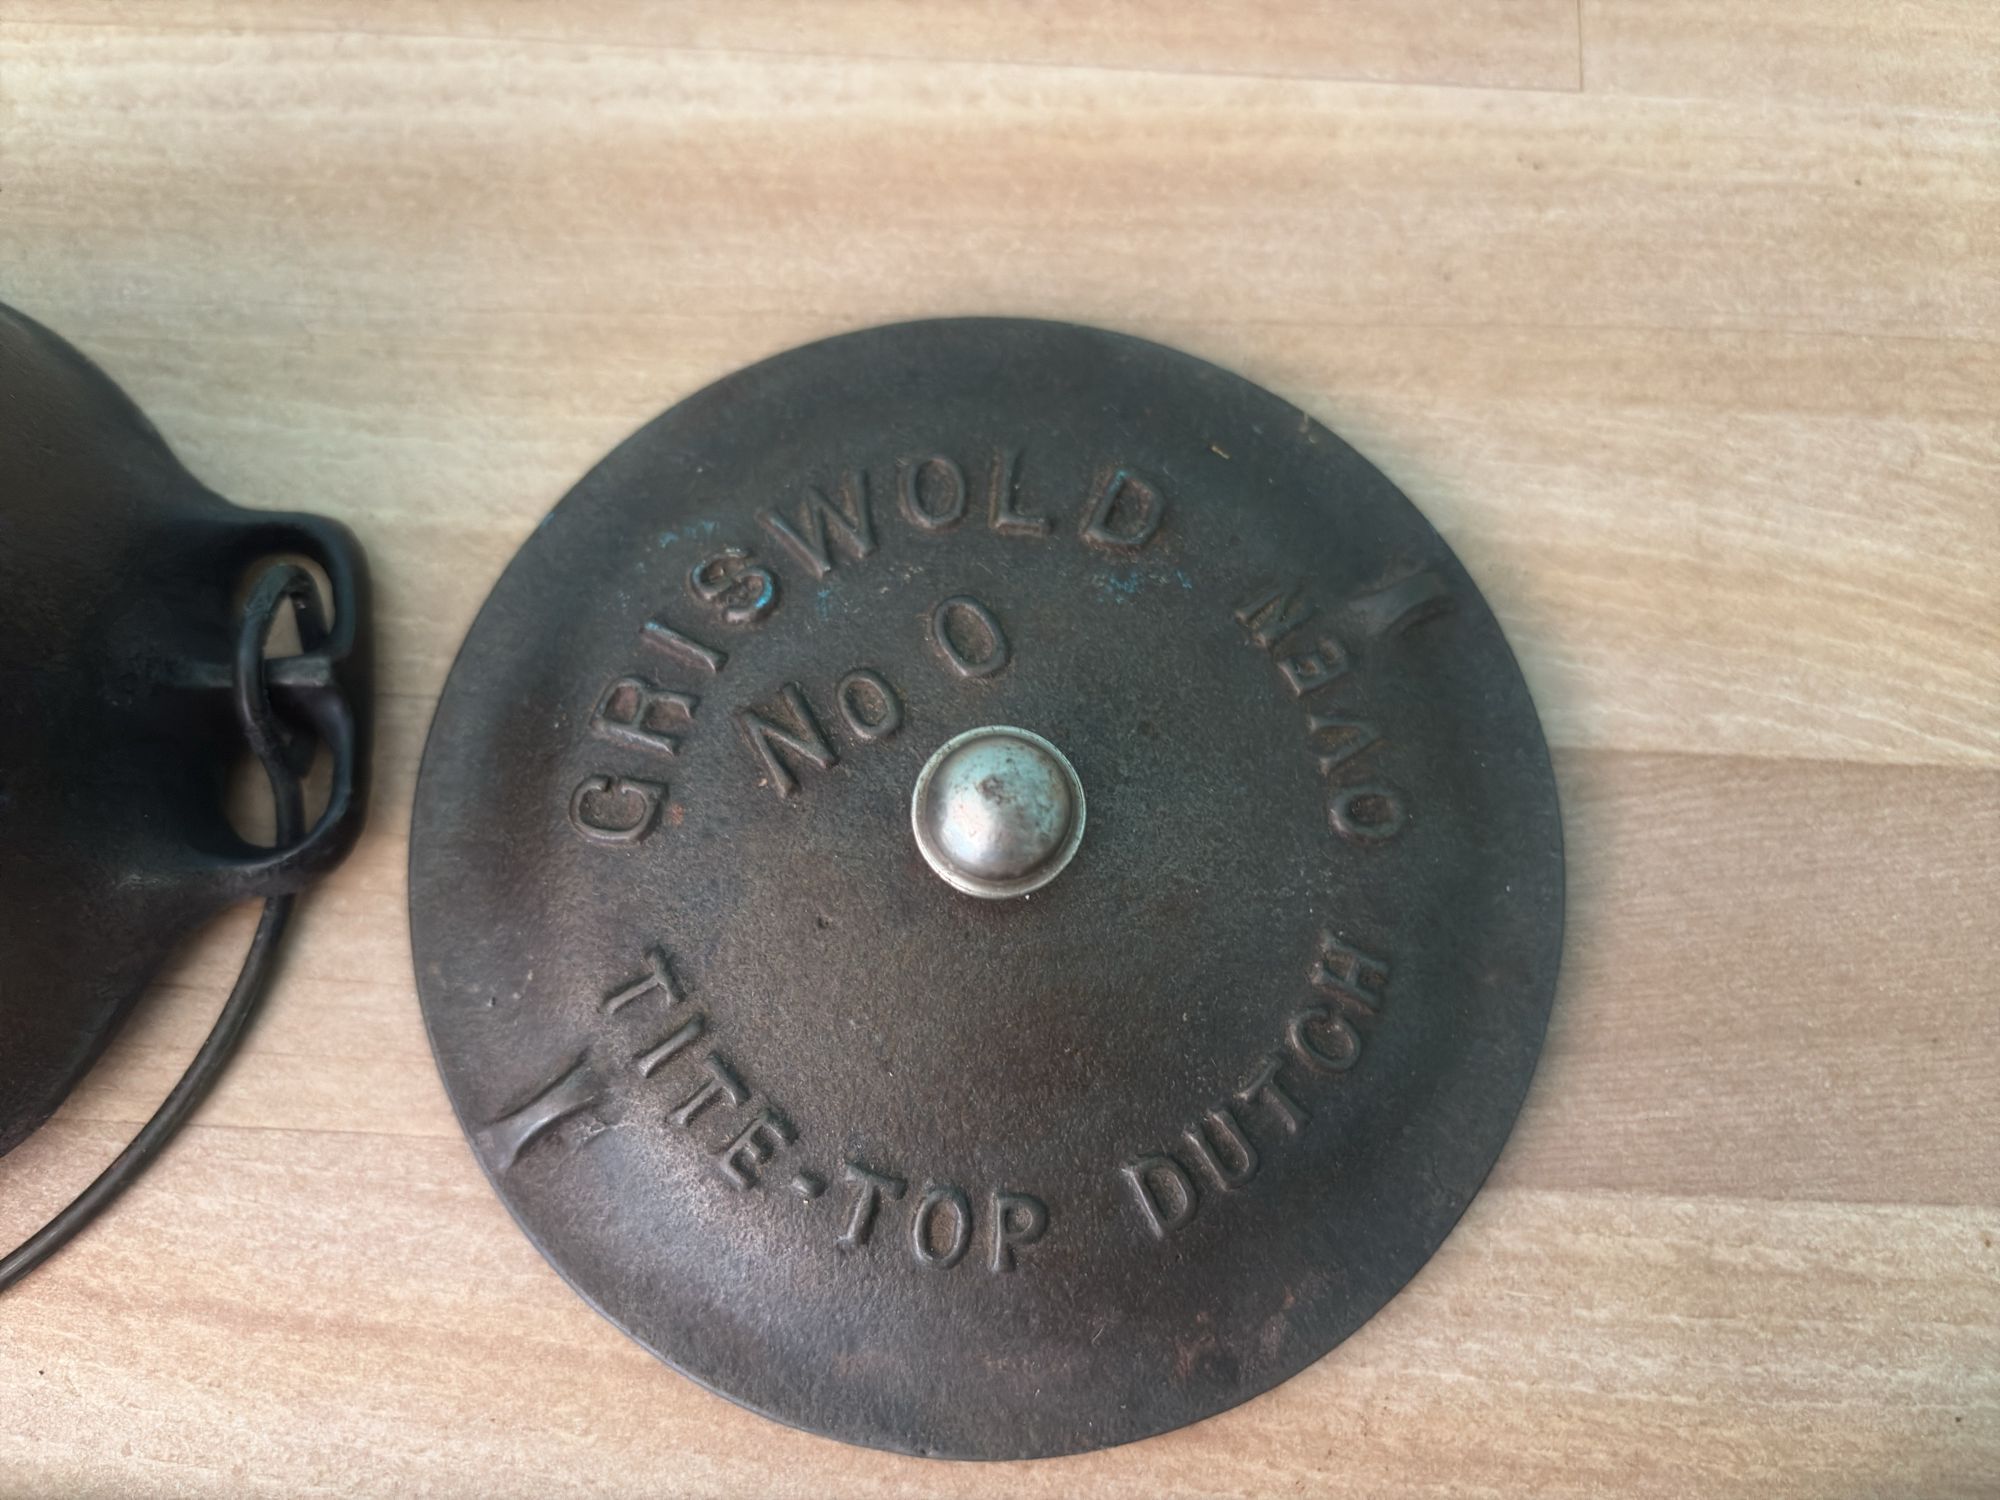 GRISWOLD
No 0
TITE-TOP DUTCH OVEN